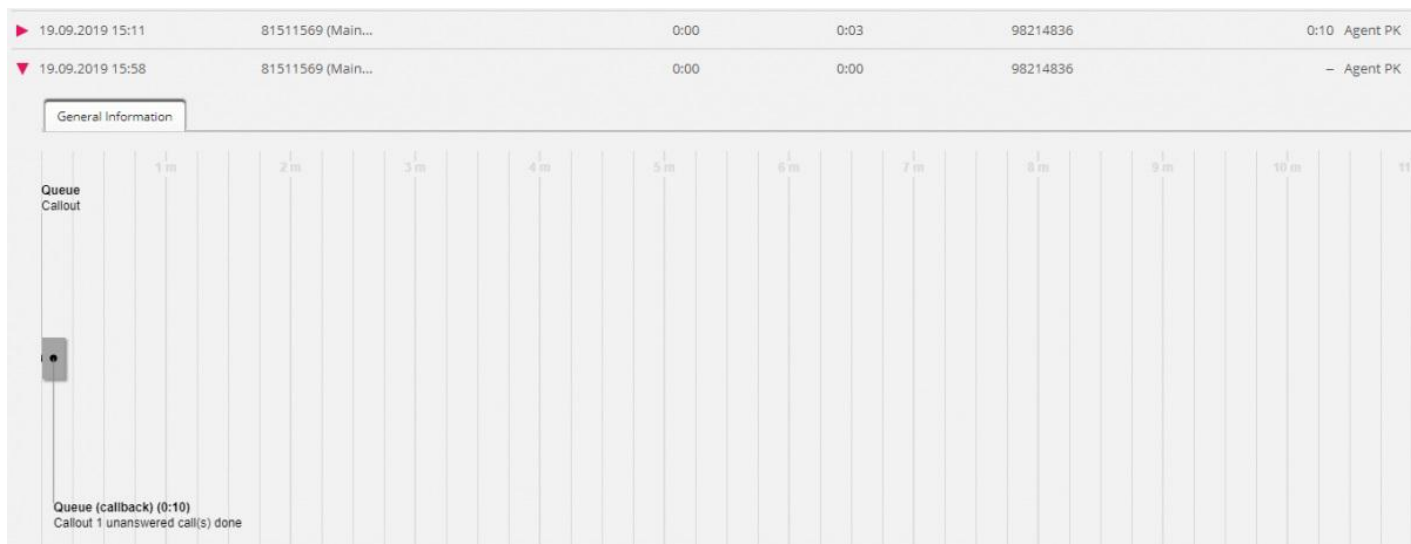 19.09.2019 15:11 81511569 (Main... 0:00 0:03 98214836 0:10 Agent PK
19.09.2019 15:58 81511569 (Main... 0:00 0:00 98214836 – Agent PK
General Information
1 m 2 m 3 m 4 m 5 m 6 m 7 m 8 m 9 m 10 m 11
Queue
Callout
Queue (callback) (0:10)
Callout 1 unanswered call(s) done